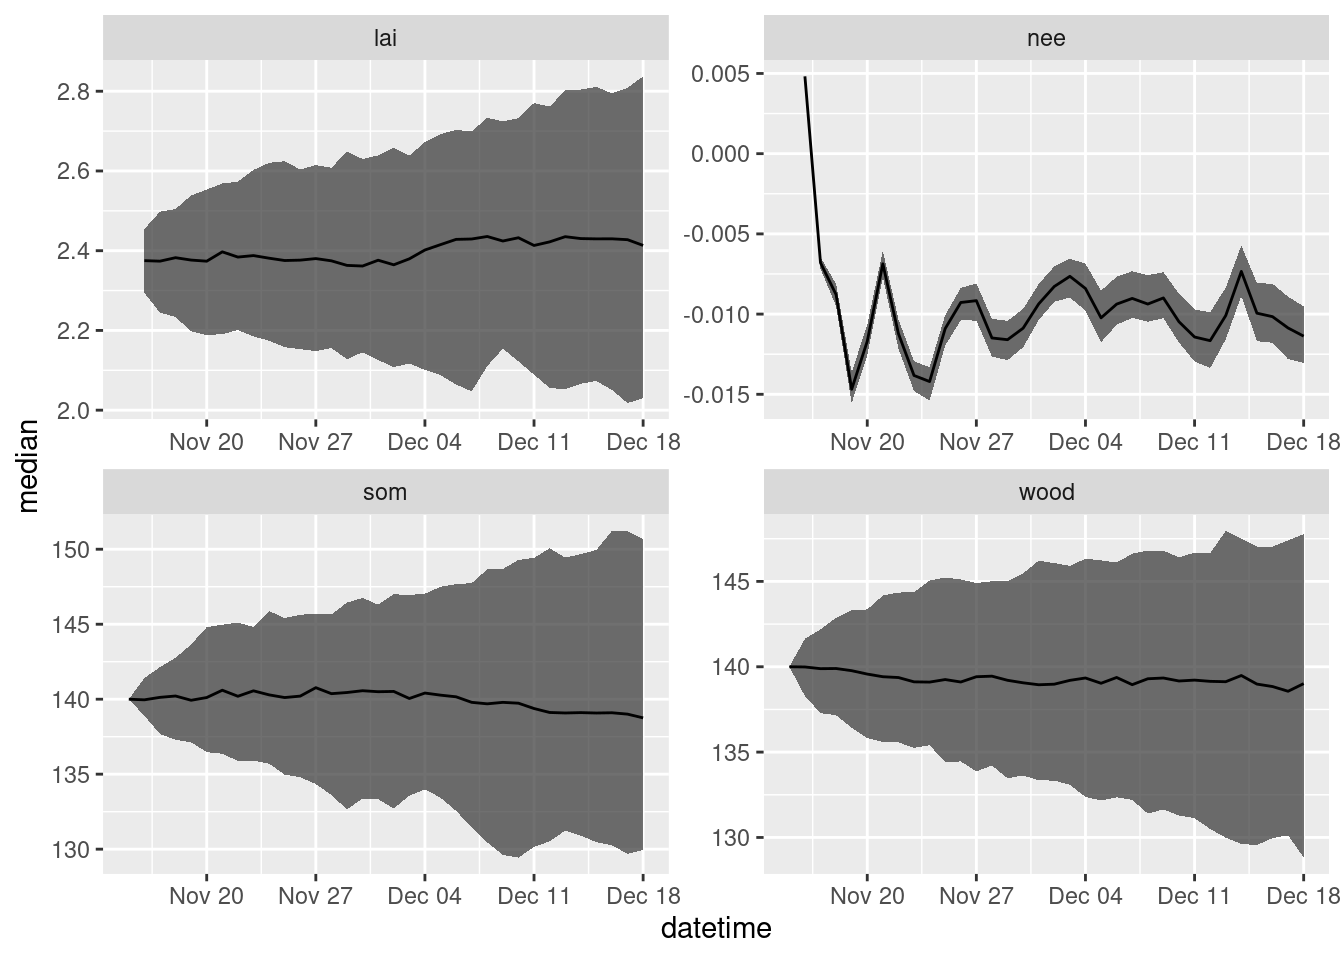 lai
nee
2.8
2.6
2.4
2.2
2.0
0.005
0.000
-0.005
-0.010
-0.015
Nov 20 Nov 27 Dec 04 Dec 11 Dec 18
Nov 20 Nov 27 Dec 04 Dec 11 Dec 18
median
som
wood
150
145
140
135
130
145
140
135
130
Nov 20 Nov 27 Dec 04 Dec 11 Dec 18
Nov 20 Nov 27 Dec 04 Dec 11 Dec 18
datetime